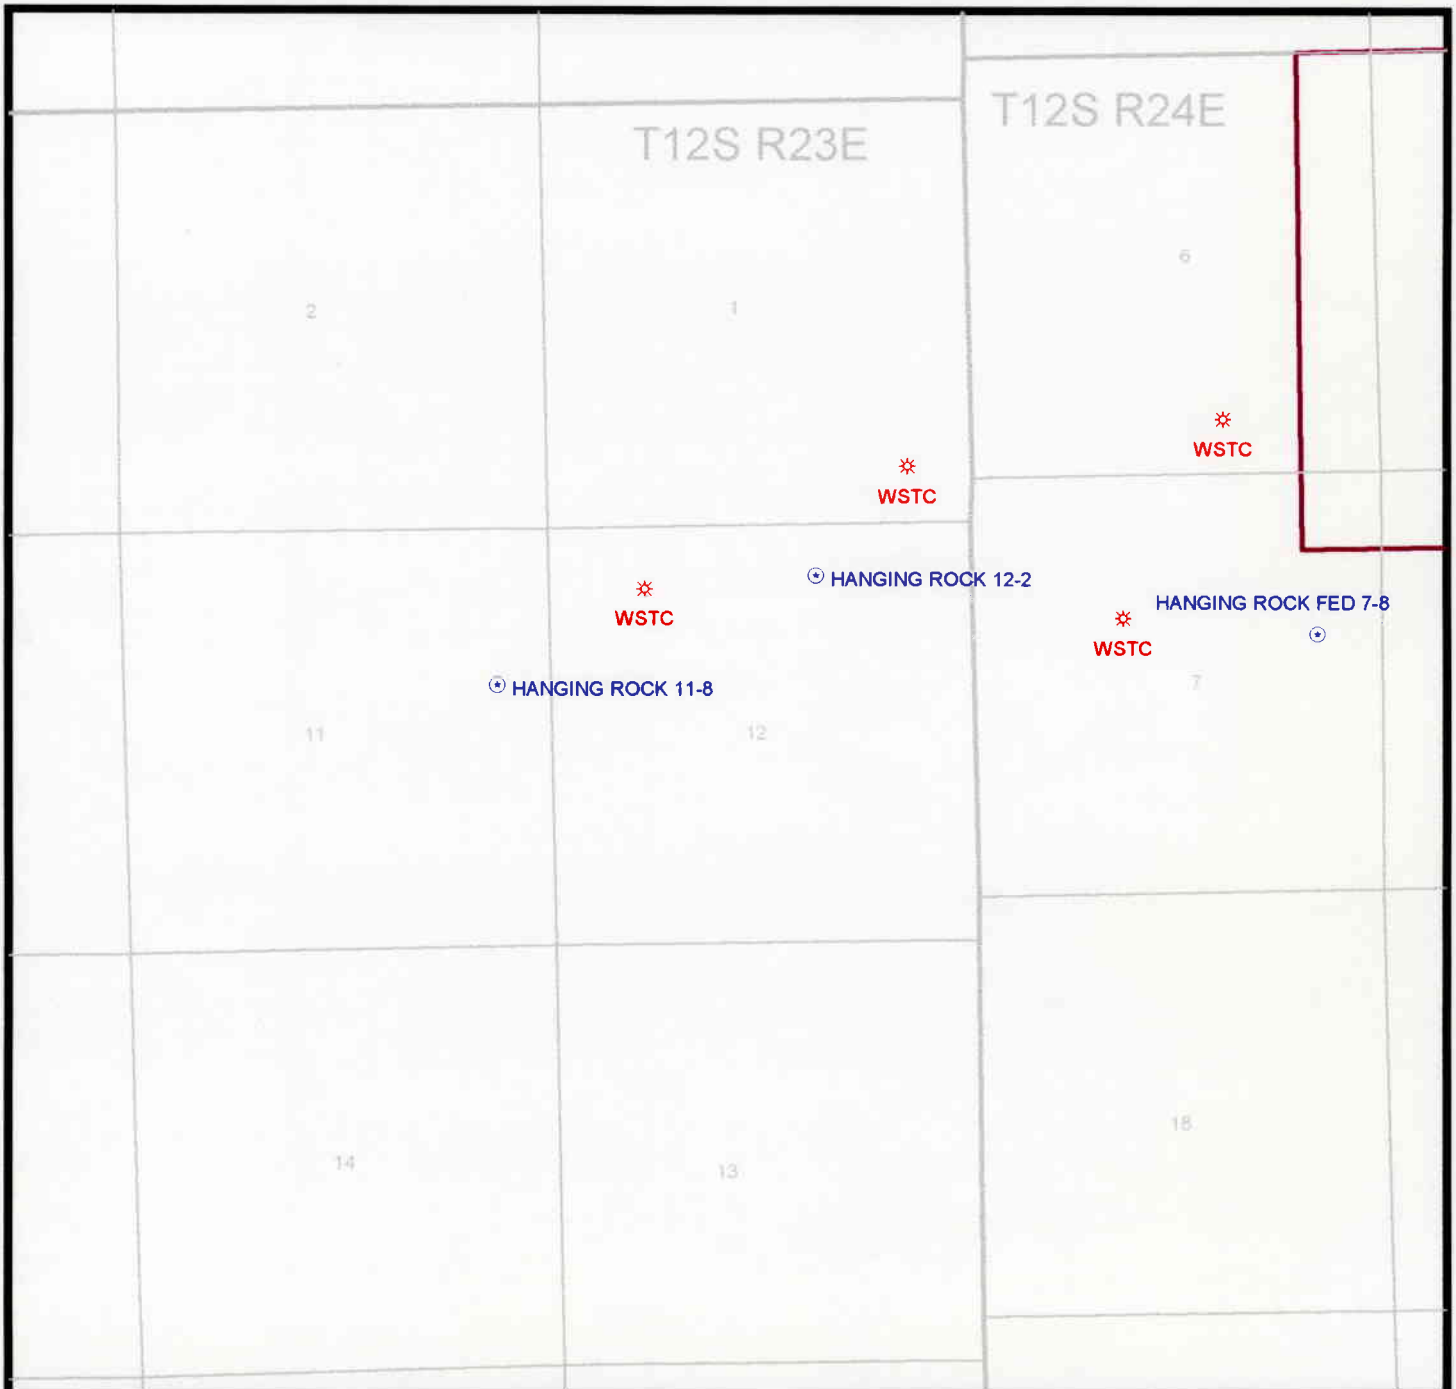 T12S R24E
T12S R23E
6
2
1
WSTC
WSTC
HANGING ROCK 12-2
HANGING ROCK FED 7-8
WSTC
WSTC
7
HANGING ROCK 11-8
11
12
18
14
13